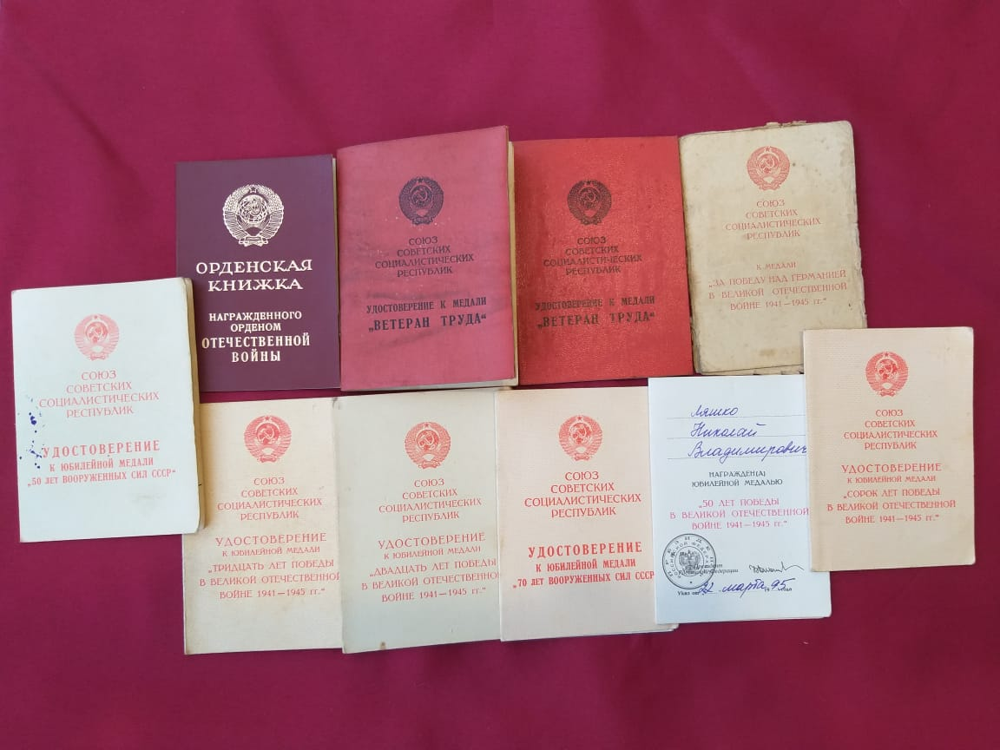 ОРДЕНСКАЯ
КНИЖКА
НАГРАЖДЕННОГО
ОРДЕНОМ
ОТЕЧЕСТВЕННОЙ
ВОЙНЫ
СОЮЗ
СОВЕТСКИХ
СОЦИАЛИСТИЧЕСКИХ
РЕСПУБЛИК
УДОСТОВЕРЕНИЕ К МЕДАЛИ
„ВЕТЕРАН ТРУДА“
СОЮЗ
СОВЕТСКИХ
СОЦИАЛИСТИЧЕСКИХ
РЕСПУБЛИК
УДОСТОВЕРЕНИЕ К МЕДАЛИ
„ВЕТЕРАН ТРУДА“
СОЮЗ
СОВЕТСКИХ
СОЦИАЛИСТИЧЕСКИХ
РЕСПУБЛИК
К МЕДАЛИ
„ЗА ПОБЕДУ НАД ГЕРМАНИЕЙ
В ВЕЛИКОЙ ОТЕЧЕСТВЕННОЙ
ВОЙНЕ 1941—1945 гг.“
СОЮЗ
СОВЕТСКИХ
СОЦИАЛИСТИЧЕСКИХ
РЕСПУБЛИК
УДОСТОВЕРЕНИЕ
К ЮБИЛЕЙНОЙ МЕДАЛИ
„50 ЛЕТ ВООРУЖЕННЫХ СИЛ СССР“
СОЮЗ
СОВЕТСКИХ
СОЦИАЛИСТИЧЕСКИХ
РЕСПУБЛИК
УДОСТОВЕРЕНИЕ
К ЮБИЛЕЙНОЙ МЕДАЛИ
„ТРИДЦАТЬ ЛЕТ ПОБЕДЫ
В ВЕЛИКОЙ ОТЕЧЕСТВЕННОЙ
ВОЙНЕ 1941—1945 гг.“
СОЮЗ
СОВЕТСКИХ
СОЦИАЛИСТИЧЕСКИХ
РЕСПУБЛИК
УДОСТОВЕРЕНИЕ
К ЮБИЛЕЙНОЙ МЕДАЛИ
„ДВАДЦАТЬ ЛЕТ ПОБЕДЫ
В ВЕЛИКОЙ ОТЕЧЕСТВЕННОЙ
ВОЙНЕ 1941—1945 гг.“
СОЮЗ
СОВЕТСКИХ
СОЦИАЛИСТИЧЕСКИХ
РЕСПУБЛИК
УДОСТОВЕРЕНИЕ
К ЮБИЛЕЙНОЙ МЕДАЛИ
„70 ЛЕТ ВООРУЖЕННЫХ СИЛ СССР
Ляшко
Николай
Владимирович
НАГРАЖДЕН(А)
ЮБИЛЕЙНОЙ МЕДАЛЬЮ
„50 ЛЕТ ПОБЕДЫ
В ВЕЛИКОЙ ОТЕЧЕСТВЕННОЙ
ВОЙНЕ 1941—1945 гг.“
Президент
Российской Федерации
Указ от 22 марта 1995 года
СОЮЗ
СОВЕТСКИХ
СОЦИАЛИСТИЧЕСКИХ
РЕСПУБЛИК
УДОСТОВЕРЕНИЕ
К ЮБИЛЕЙНОЙ МЕДАЛИ
„СОРОК ЛЕТ ПОБЕДЫ
В ВЕЛИКОЙ ОТЕЧЕСТВЕННОЙ
ВОЙНЕ 1941—1945 гг.“